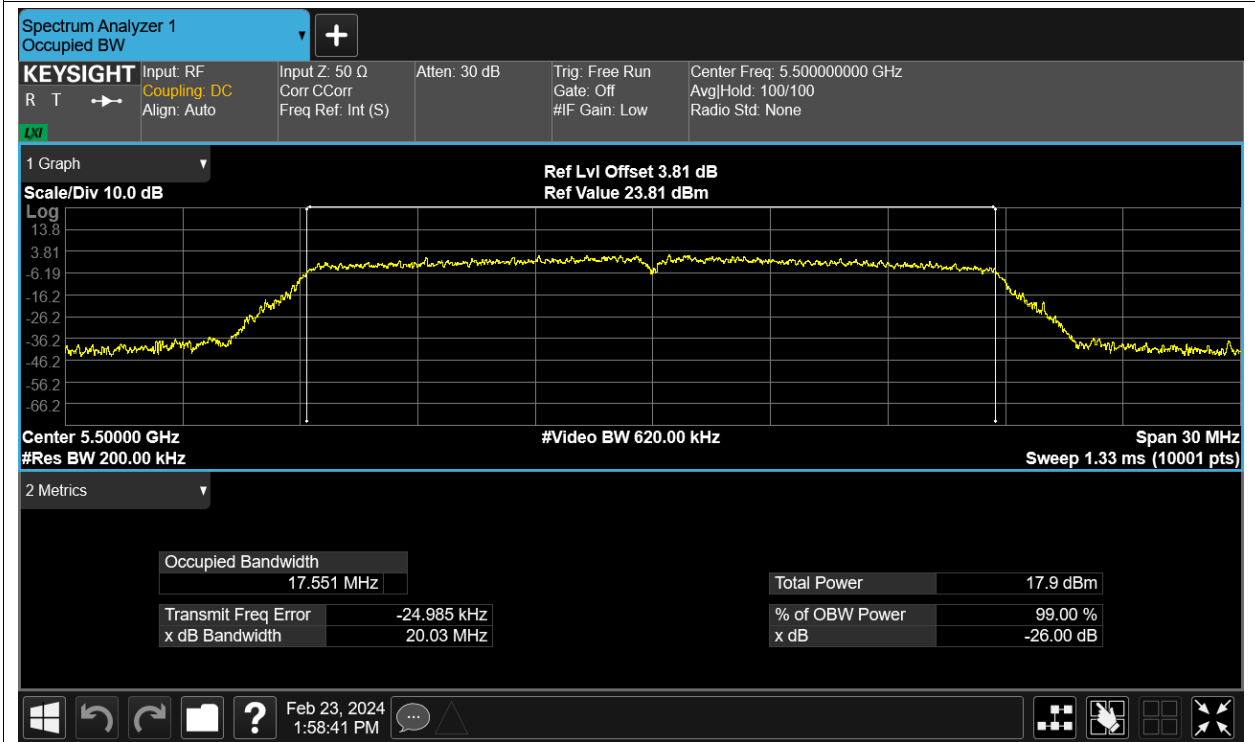 Spectrum Analyzer 1
Occupied BW
KEYSIGHT
R T
LXI
Input: RF
Coupling: DC
Align: Auto
Input Z: 50 Ω
Corr CCorr
Freq Ref: Int (S)
Atten: 30 dB
Trig: Free Run
Gate: Off
#IF Gain: Low
Center Freq: 5.500000000 GHz
Avg|Hold: 100/100
Radio Std: None
1 Graph
Scale/Div 10.0 dB
Ref Lvl Offset 3.81 dB
Ref Value 23.81 dBm
Log
13.8
3.81
-6.19
-16.2
-26.2
-36.2
-46.2
-56.2
-66.2
Center 5.50000 GHz
#Video BW 620.00 kHz
Span 30 MHz
#Res BW 200.00 kHz
Sweep 1.33 ms (10001 pts)
2 Metrics
Occupied Bandwidth
17.551 MHz
Total Power 17.9 dBm
Transmit Freq Error -24.985 kHz
% of OBW Power 99.00 %
x dB Bandwidth 20.03 MHz
x dB -26.00 dB
?
Feb 23, 2024
1:58:41 PM